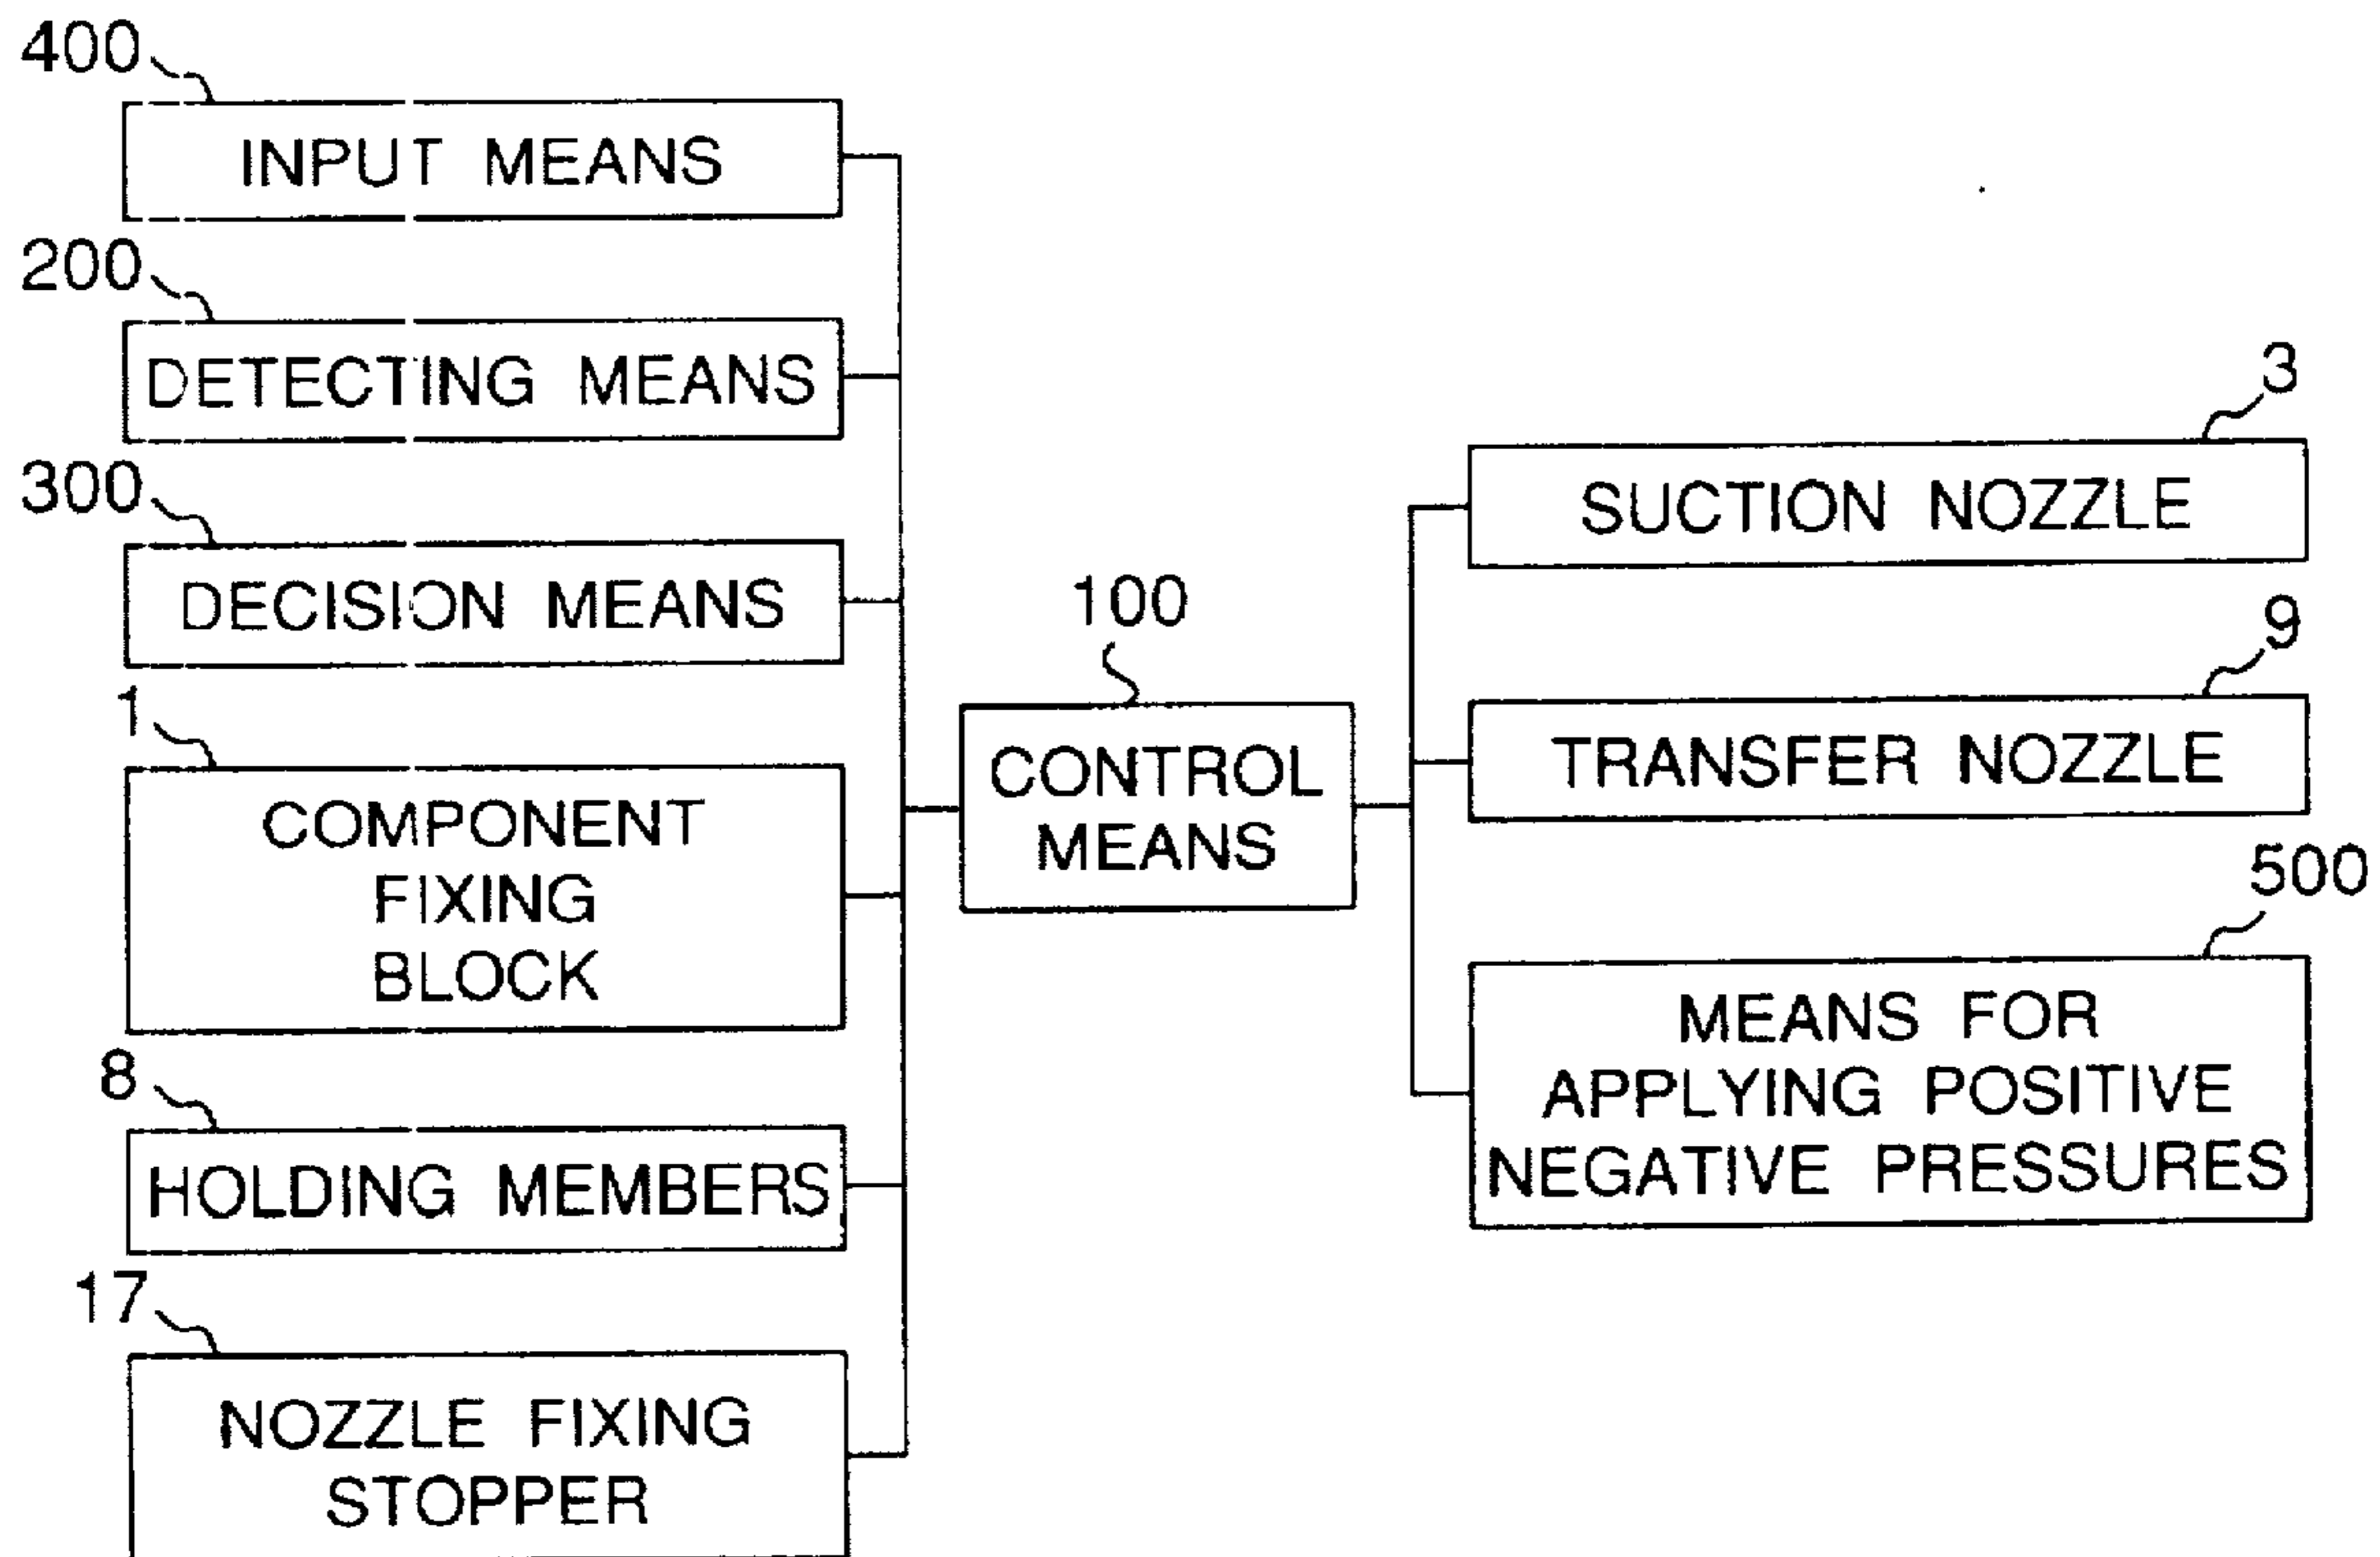 400
INPUT MEANS
200
DETECTING MEANS
300
DECISION MEANS
1
COMPONENT
FIXING
BLOCK
8
HOLDING MEMBERS
17
NOZZLE FIXING
STOPPER
100
CONTROL
MEANS
3
SUCTION NOZZLE
9
TRANSFER NOZZLE
500
MEANS FOR
APPLYING POSITIVE
NEGATIVE PRESSURES